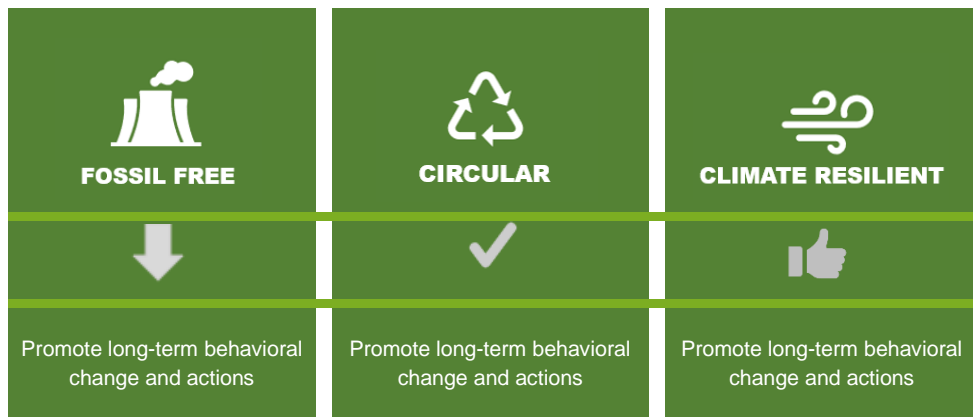 FOSSIL FREE
CIRCULAR
CLIMATE RESILIENT
Promote long-term behavioral
change and actions
Promote long-term behavioral
change and actions
Promote long-term behavioral
change and actions